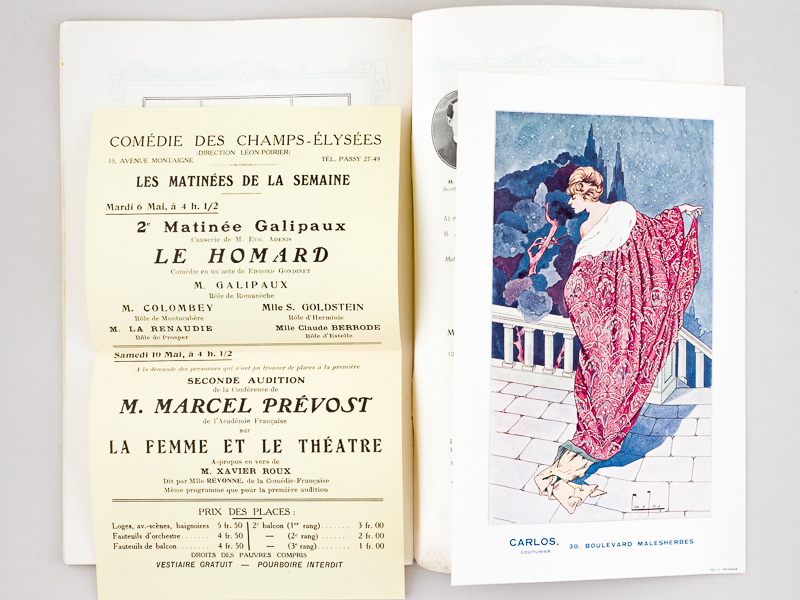 COMÉDIE DES CHAMPS-ÉLYSÉES
(DIRECTION LÉON-POIRIER)
15, AVENUE MONTAIGNE TÉL. PASSY 27-49
LES MATINÉES DE LA SEMAINE
Mardi 6 Mai, à 4 h. 1/2
2e Matinée Galipaux
Causerie de M. Eug. Adenis
LE HOMARD
Comédie en un acte de Edmond Gondinet
M. GALIPAUX
Rôle de Romanèche
M. COLOMBEY Mlle S. GOLDSTEIN
Rôle de Montacabère Rôle d'Herminie
M. LA RENAUDIE Mlle Claude BERRODE
Rôle de Prosper Rôle d'Estelle
Samedi 10 Mai, à 4 h. 1/2
A la demande des personnes qui n'ont pu trouver de places à la première
SECONDE AUDITION
de la Conférence de
M. MARCEL PRÉVOST
de l'Académie Française
sur
LA FEMME ET LE THÉATRE
A-propos en vers de
M. XAVIER ROUX
Dit par Mlle RÉVONNE, de la Comédie-Française
Même programme que pour la première audition
PRIX DES PLACES :
Loges, av.-scènes, baignoires 5 fr. 50 2e balcon (1er rang)....... 3 fr. 00
Fauteuils d'orchestre........ 4 fr. 50 — (2e rang)....... 2 fr. 00
Fauteuils de balcon......... 4 fr. 50 — (3e rang)....... 1 fr. 00
DROITS DES PAUVRES COMPRIS
VESTIAIRE GRATUIT — POURBOIRE INTERDIT
M.
A) 6
B.
M
12
CARLOS, 30, BOULEVARD MALESHERBES
COUTURIER